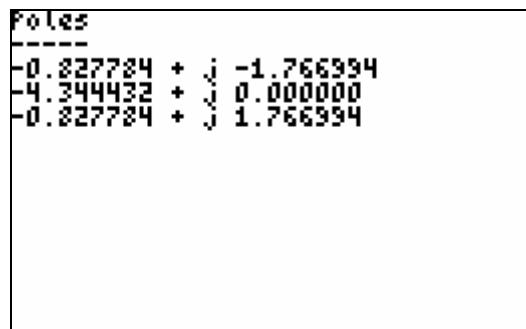 Poles
-----
-0.827784 + j -1.766994
-4.344432 + j 0.000000
-0.827784 + j 1.766994